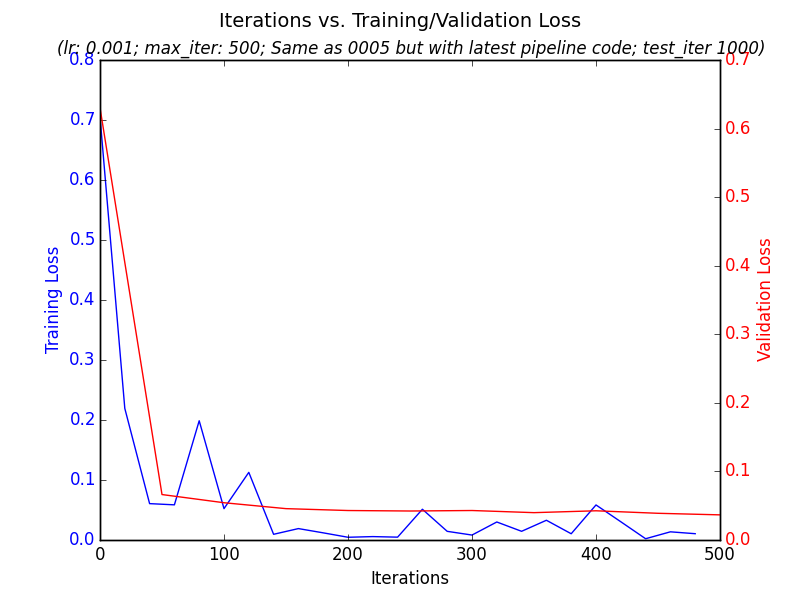 Iterations vs. Training/Validation Loss
(lr: 0.001; max_iter: 500; Same as 0005 but with latest pipeline code; test_iter 1000)
0.8
0.7
0.6
0.5
0.4
0.3
0.2
0.1
0.0
Training Loss
0.7
0.6
0.5
0.4
0.3
0.2
0.1
0.0
Validation Loss
0 100 200 300 400 500
Iterations